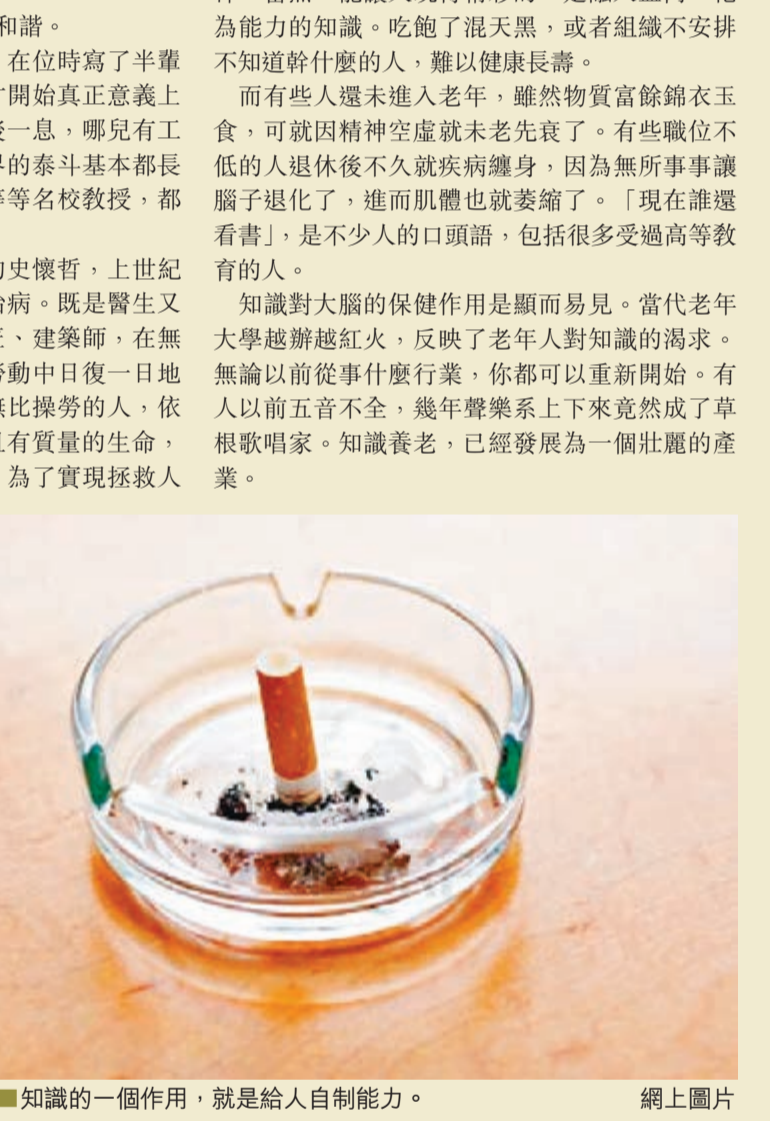 和諧。
在位時寫了半輩
開始真正意義上
一息，哪兒有工
的泰斗基本都長
等名校教授，都
史懷哲，上世紀
病。既是醫生又
、建築師，在無
動中日復一日地
比操勞的人，依
有質量的生命，
為了實現拯救人
為能力的知識。吃飽了混天黑，或者組織不安排
不知道幹什麼的人，難以健康長壽。
而有些人還未進入老年，雖然物質富餘錦衣玉
食，可就因精神空虛就未老先衰了。有些職位不
低的人退休後不久就疾病纏身，因為無所事事讓
腦子退化了，進而肌體也就萎縮了。「現在誰還
看書」，是不少人的口頭語，包括很多受過高等教
育的人。
知識對大腦的保健作用是顯而易見。當代老年
大學越辦越紅火，反映了老年人對知識的渴求。
無論以前從事什麼行業，你都可以重新開始。有
人以前五音不全，幾年聲樂系上下來竟然成了草
根歌唱家。知識養老，已經發展為一個壯麗的產
業。
知識的一個作用，就是給人自制能力。 網上圖片